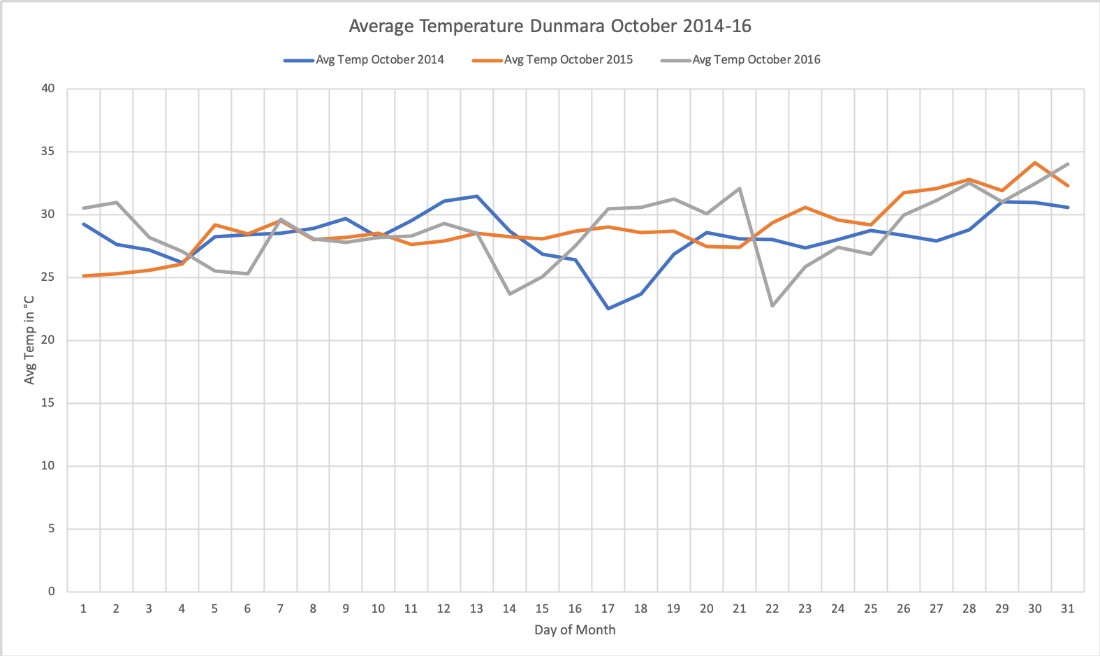 Average Temperature Dunmara October 2014-16
Avg Temp October 2014 Avg Temp October 2015 Avg Temp October 2016
40
35
30
25
20
15
10
5
0
Avg Temp in °C
1 2 3 4 5 6 7 8 9 10 11 12 13 14 15 16 17 18 19 20 21 22 23 24 25 26 27 28 29 30 31
Day of Month